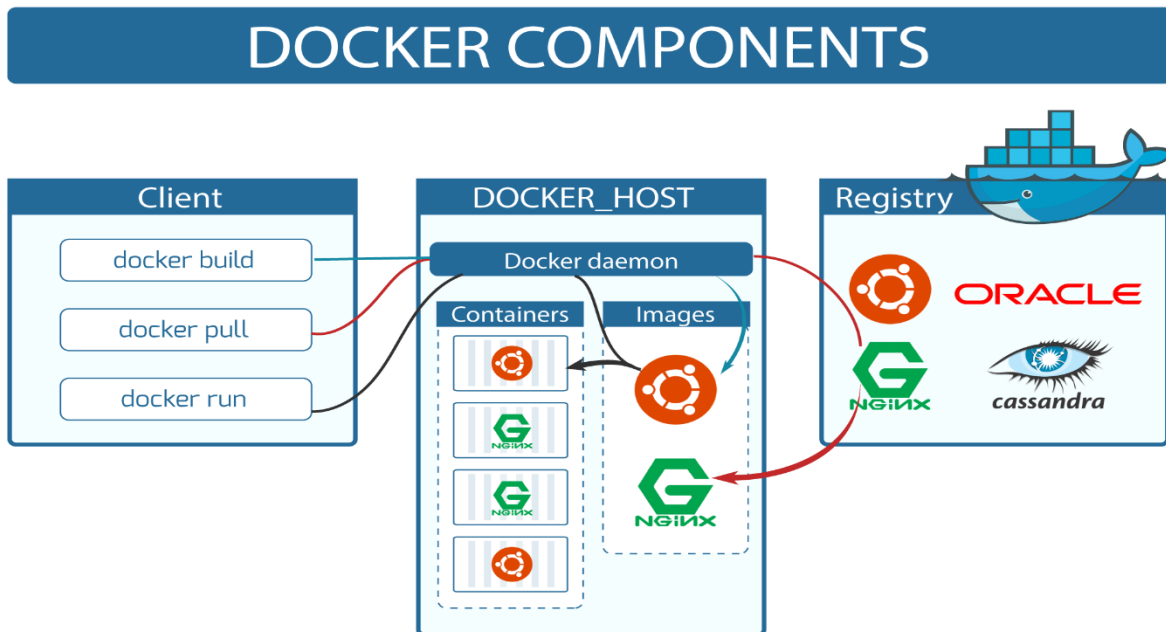 DOCKER COMPONENTS
Client
docker build
docker pull
docker run
DOCKER_HOST
Docker daemon
Containers
NGINX
NGINX
Images
NGINX
Registry
ORACLE
NGINX
cassandra